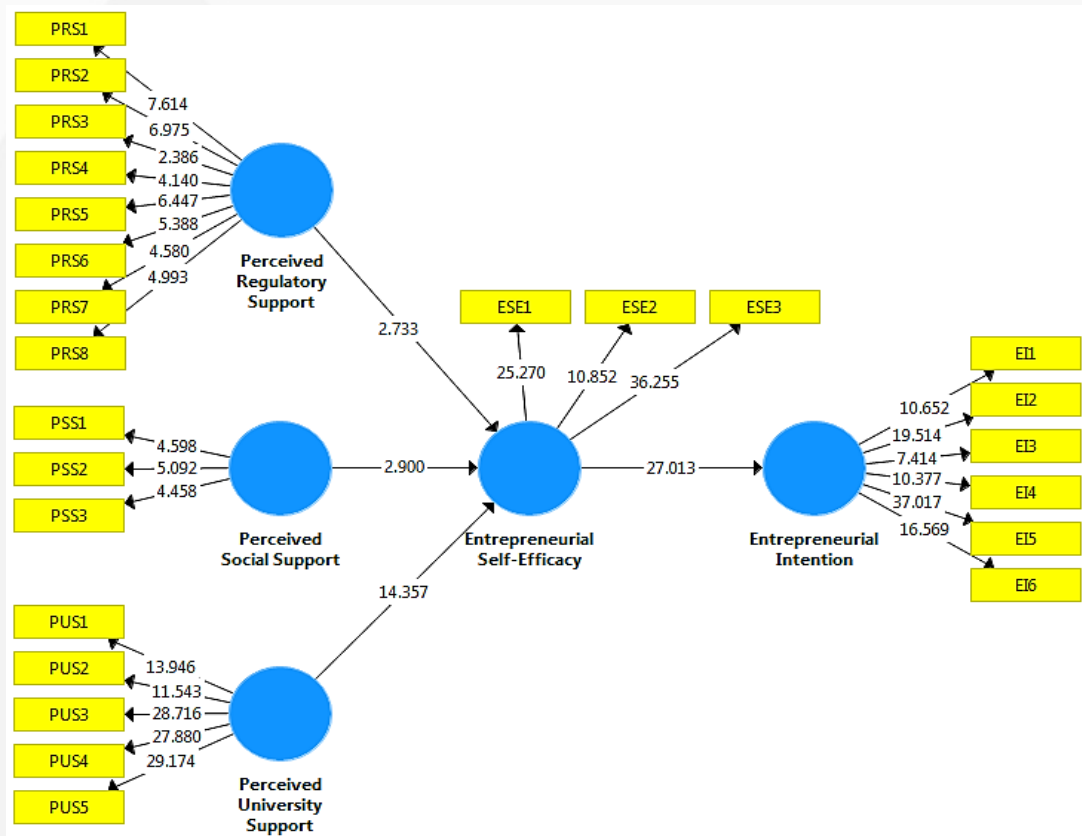 PRS1
PRS2
PRS3
PRS4
PRS5
PRS6
PRS7
PRS8
7.614
6.975
2.386
4.140
6.447
5.388
4.580
4.993
Perceived
Regulatory
Support
2.733
PSS1
PSS2
PSS3
4.598
5.092
4.458
Perceived
Social Support
2.900
PUS1
PUS2
PUS3
PUS4
PUS5
13.946
11.543
28.716
27.880
29.174
Perceived
University
Support
14.357
ESE1
ESE2
ESE3
25.270
10.852
36.255
Entrepreneurial
Self-Efficacy
27.013
Entrepreneurial
Intention
10.652
19.514
7.414
10.377
37.017
16.569
EI1
EI2
EI3
EI4
EI5
EI6